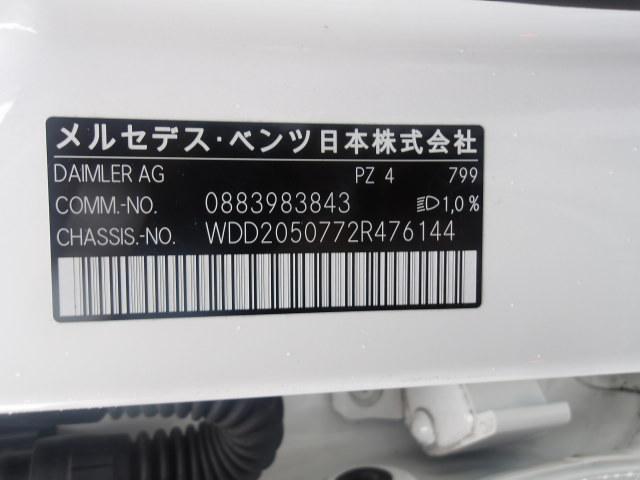 メルセデス・ベンツ日本株式会社
DAIMLER AG PZ 4 799
COMM.-NO. 0883983843 1,0%
CHASSIS.-NO. WDD2050772R476144